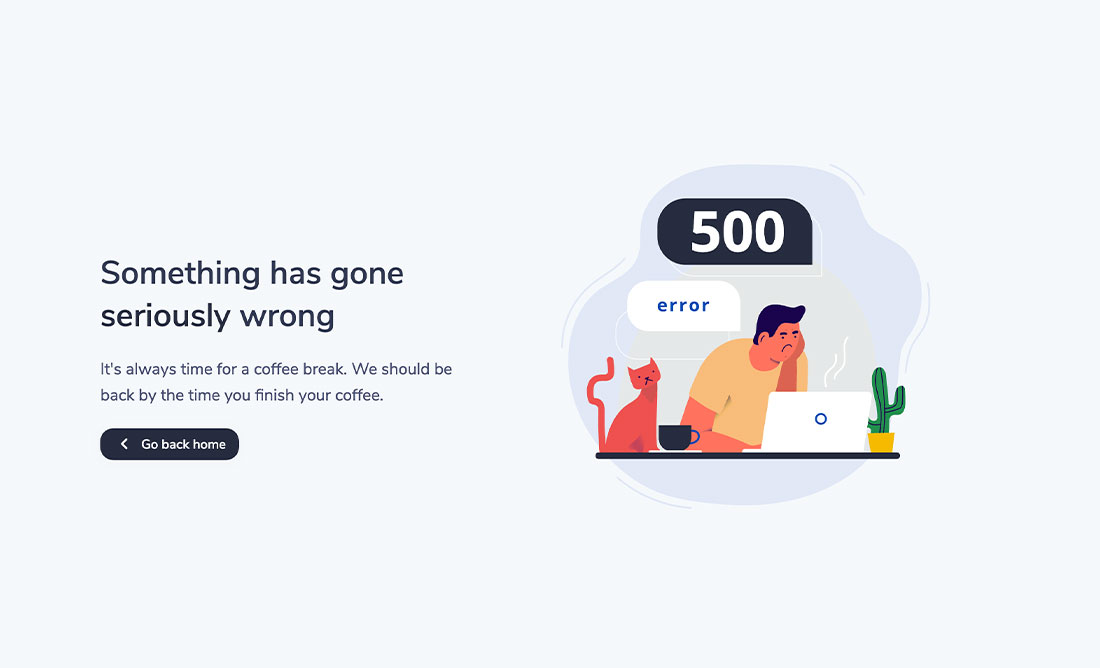 Something has gone
seriously wrong
It's always time for a coffee break. We should be
back by the time you finish your coffee.
Go back home
500
error